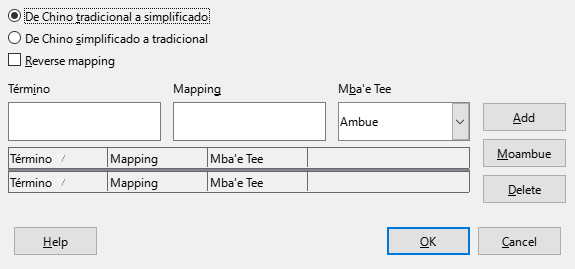 De Chino tradicional a simplificado
De Chino simplificado a tradicional
Reverse mapping
Término Mapping Mba'e Tee
Ambue Add
Término / Mapping Mba'e Tee Moambue
Término / Mapping Mba'e Tee Delete
Help OK Cancel